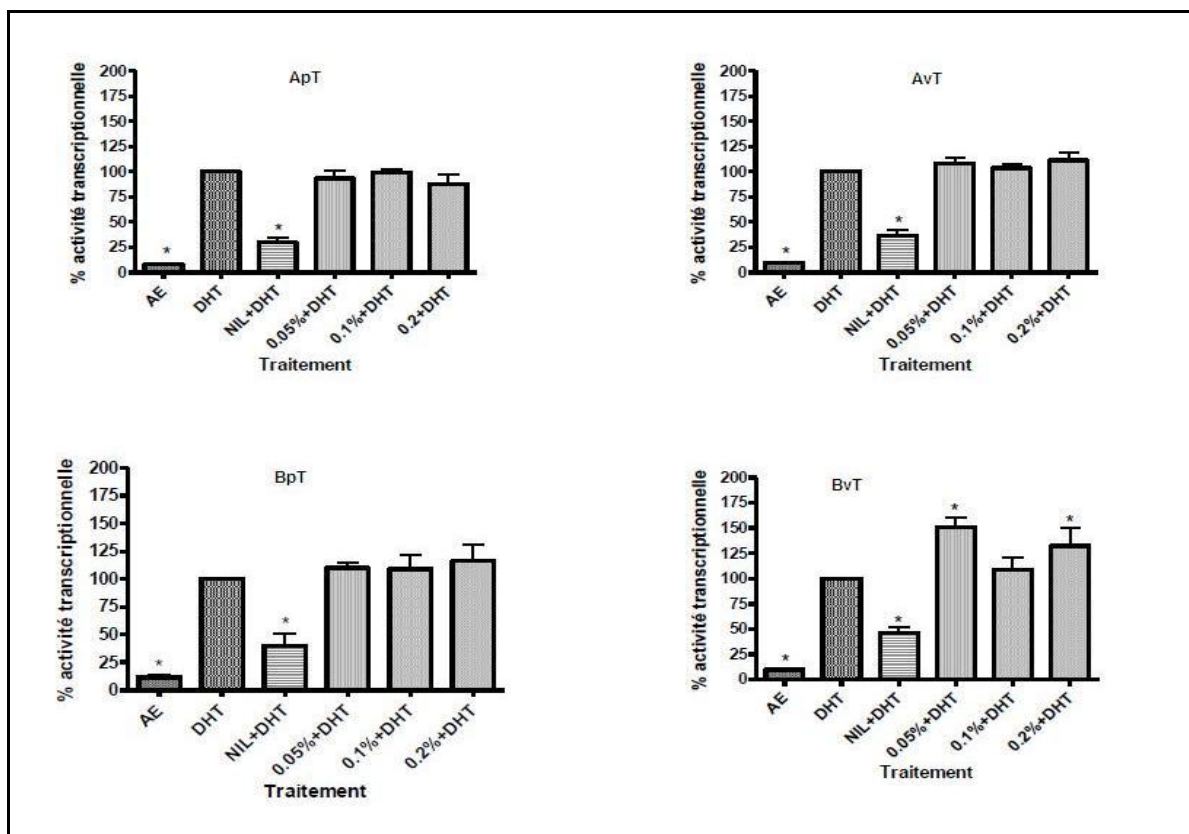 ApT
% activité transcriptionnelle
200
175
150
125
100
75
50
25
0
*
*
AE
DHT
NIL+DHT
0.05%+DHT
0.1%+DHT
0.2+DHT
Traitement
AvT
% activité transcriptionnelle
200
175
150
125
100
75
50
25
0
*
*
AE
DHT
NIL+DHT
0.05%+DHT
0.1%+DHT
0.2%+DHT
Traitement
BpT
% activité transcriptionnelle
200
175
150
125
100
75
50
25
0
*
*
AE
DHT
NIL+DHT
0.05%+DHT
0.1%+DHT
0.2%+DHT
Traitement
BvT
% activité transcriptionnelle
200
175
150
125
100
75
50
25
0
*
*
*
*
AE
DHT
NIL+DHT
0.05%+DHT
0.1%+DHT
0.2%+DHT
Traitement